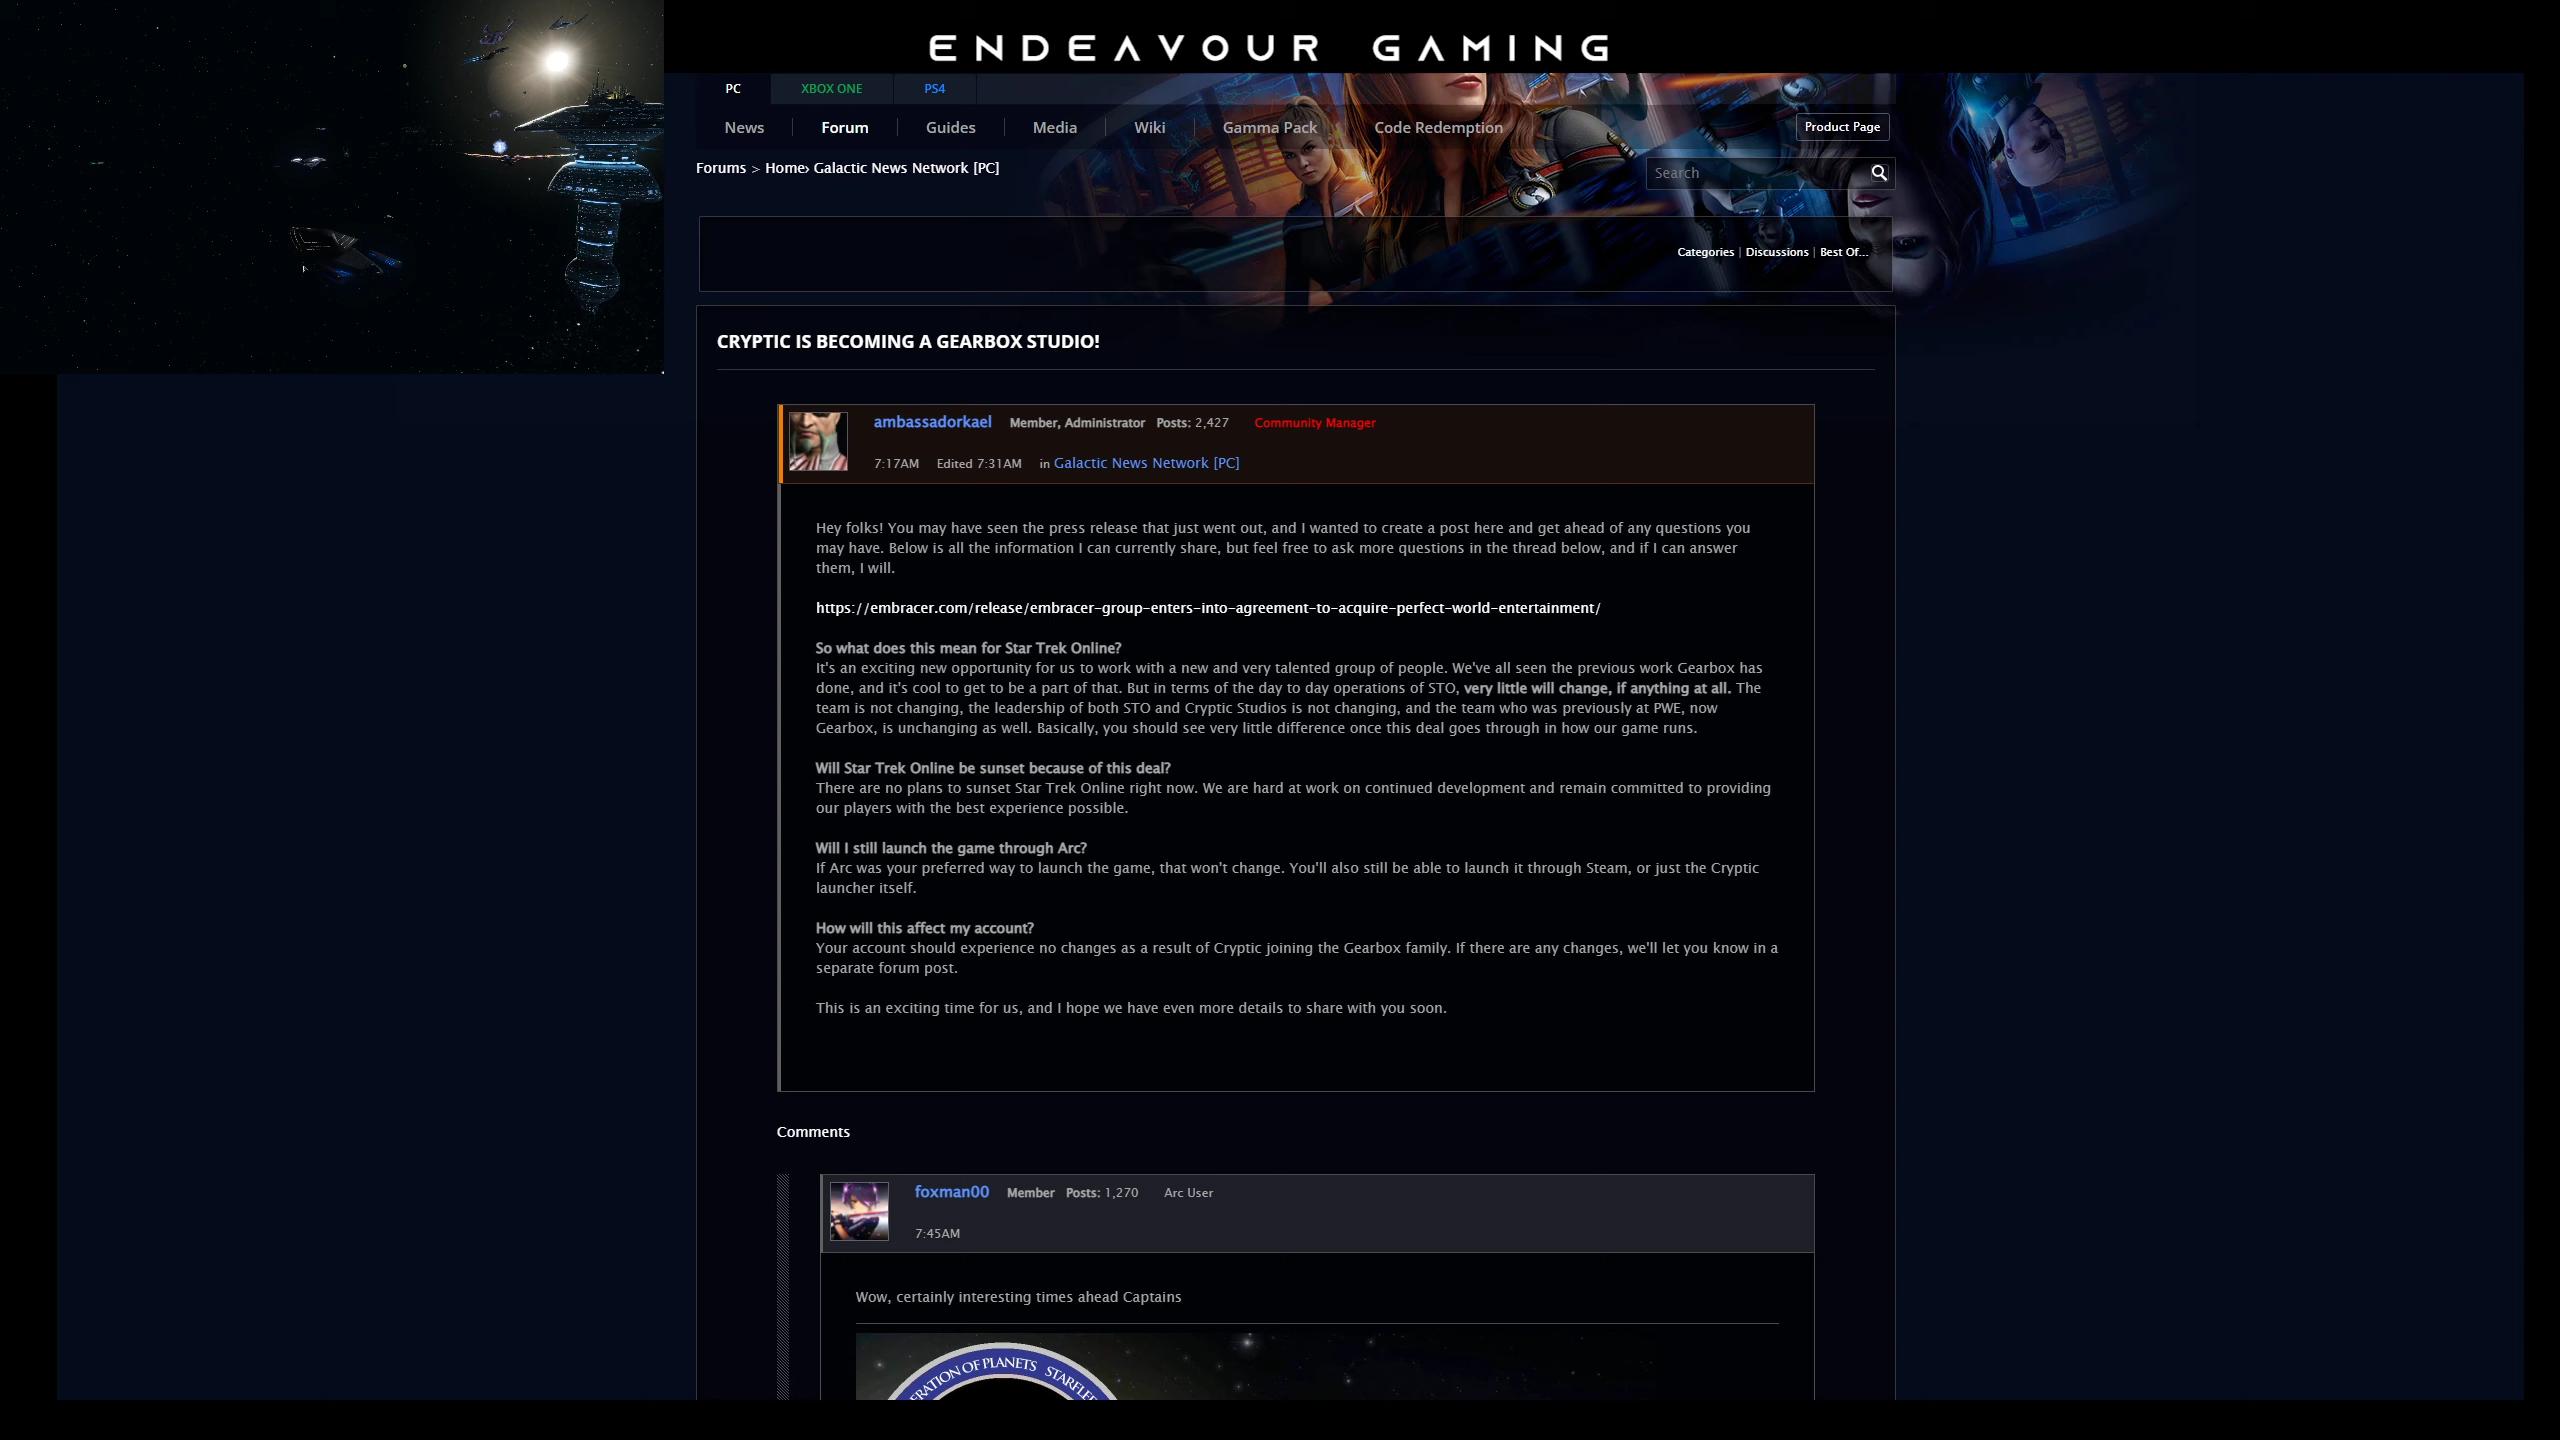 ENDEAVOUR GAMING
PC XBOX ONE PS4
News Forum Guides Media Wiki Gamma Pack Code Redemption Product Page
Forums > Home› Galactic News Network [PC]
Search
Categories | Discussions | Best Of...
CRYPTIC IS BECOMING A GEARBOX STUDIO!
ambassadorkael Member, Administrator Posts: 2,427 Community Manager
7:17AM Edited 7:31AM in Galactic News Network [PC]
Hey folks! You may have seen the press release that just went out, and I wanted to create a post here and get ahead of any questions you
may have. Below is all the information I can currently share, but feel free to ask more questions in the thread below, and if I can answer
them, I will.
https://embracer.com/release/embracer-group-enters-into-agreement-to-acquire-perfect-world-entertainment/
So what does this mean for Star Trek Online?
It's an exciting new opportunity for us to work with a new and very talented group of people. We've all seen the previous work Gearbox has
done, and it's cool to get to be a part of that. But in terms of the day to day operations of STO, very little will change, if anything at all. The
team is not changing, the leadership of both STO and Cryptic Studios is not changing, and the team who was previously at PWE, now
Gearbox, is unchanging as well. Basically, you should see very little difference once this deal goes through in how our game runs.
Will Star Trek Online be sunset because of this deal?
There are no plans to sunset Star Trek Online right now. We are hard at work on continued development and remain committed to providing
our players with the best experience possible.
Will I still launch the game through Arc?
If Arc was your preferred way to launch the game, that won't change. You'll also still be able to launch it through Steam, or just the Cryptic
launcher itself.
How will this affect my account?
Your account should experience no changes as a result of Cryptic joining the Gearbox family. If there are any changes, we'll let you know in a
separate forum post.
This is an exciting time for us, and I hope we have even more details to share with you soon.
Comments
foxman00 Member Posts: 1,270 Arc User
7:45AM
Wow, certainly interesting times ahead Captains
ERATION OF PLANETS STARFLE